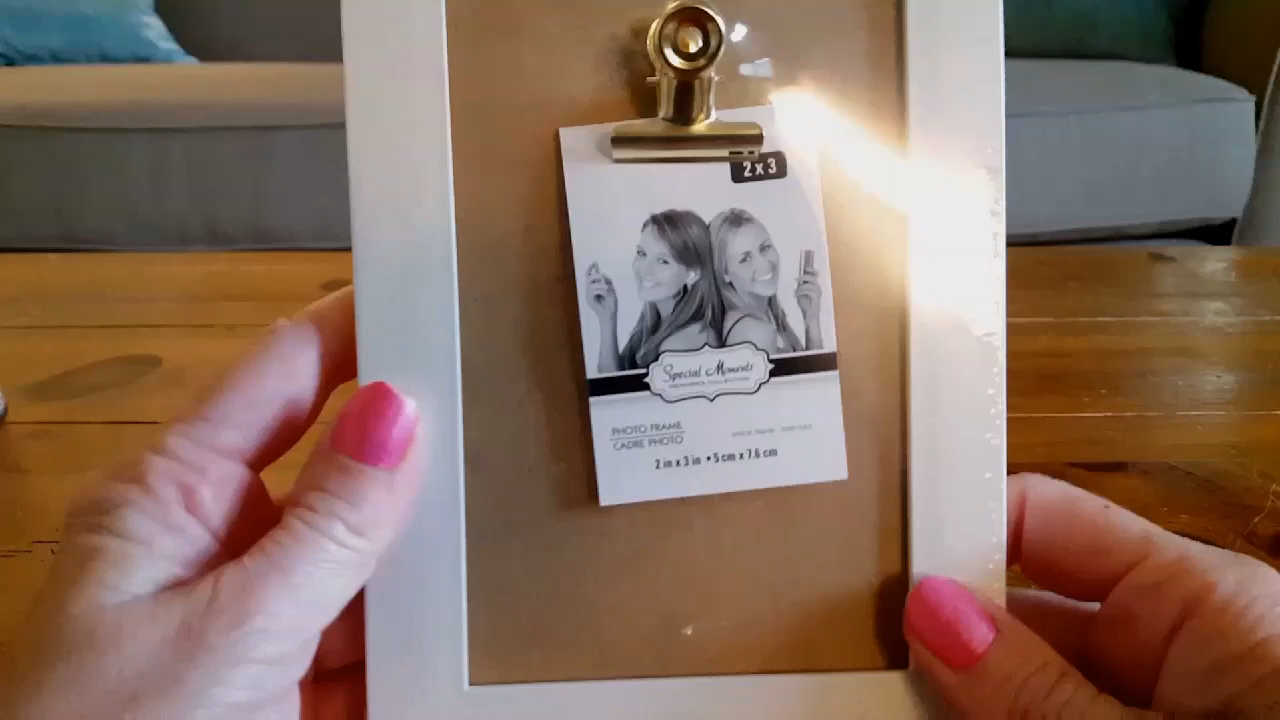 2 x 3
Special Moments
PHOTO FRAME
CADRE PHOTO
2 in x 3 in • 5 cm x 7.6 cm